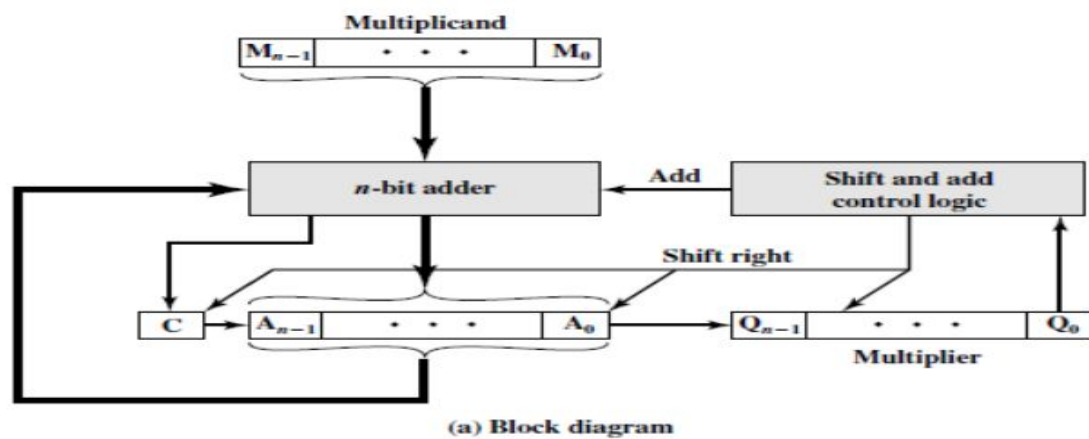 Multiplicand
Mn−1 • • • M0
n-bit adder
Add
Shift and add
control logic
Shift right
C
An−1 • • • A0
Qn−1 • • • Q0
Multiplier
(a) Block diagram